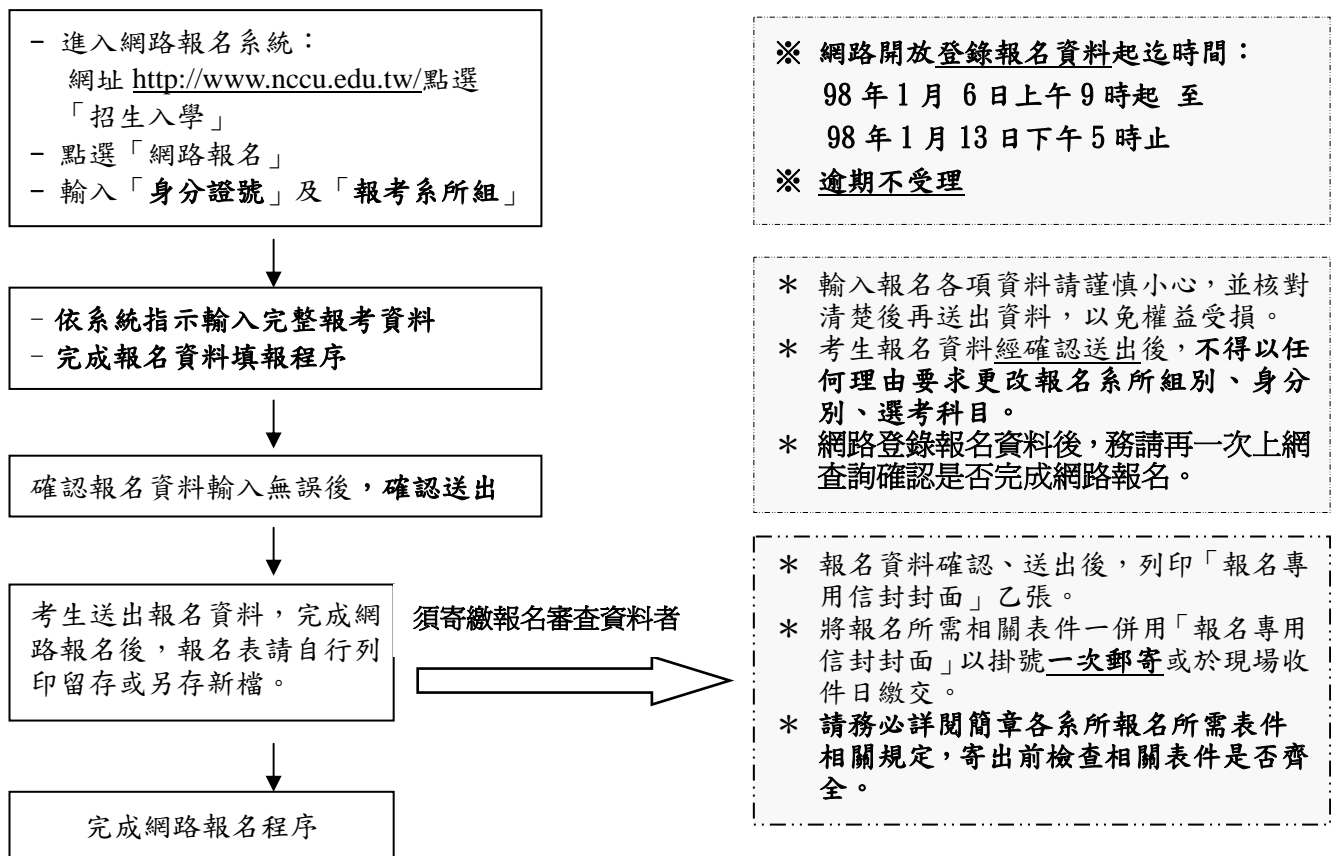 – 進入網路報名系統：
網址 http://www.nccu.edu.tw/點選
「招生入學」
– 點選「網路報名」
– 輸入「身分證號」及「報考系所組」
※ 網路開放登錄報名資料起迄時間：
98 年 1 月 6 日上午 9 時起 至
98 年 1 月 13 日下午 5 時止
※ 逾期不受理
– 依系統指示輸入完整報考資料
– 完成報名資料填報程序
＊ 輸入報名各項資料請謹慎小心，並核對
清楚後再送出資料，以免權益受損。
＊ 考生報名資料經確認送出後，不得以任
何理由要求更改報名系所組別、身分
別、選考科目。
＊ 網路登錄報名資料後，務請再一次上網
查詢確認是否完成網路報名。
確認報名資料輸入無誤後，確認送出
考生送出報名資料，完成網
路報名後，報名表請自行列
印留存或另存新檔。
須寄繳報名審查資料者
＊ 報名資料確認、送出後，列印「報名專
用信封封面」乙張。
＊ 將報名所需相關表件一併用「報名專用
信封封面」以掛號一次郵寄或於現場收
件日繳交。
＊ 請務必詳閱簡章各系所報名所需表件
相關規定，寄出前檢查相關表件是否齊
全。
完成網路報名程序